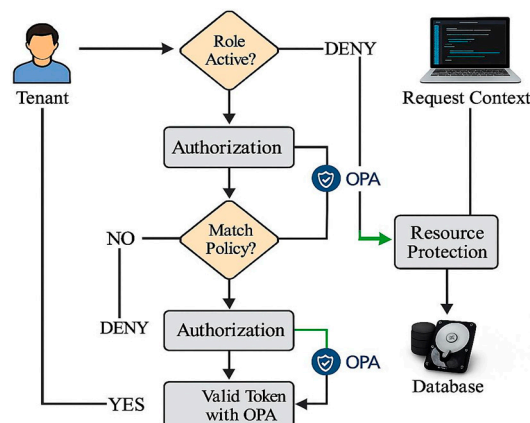 Role
Active?
DENY
Tenant
Request Context
Authorization
OPA
Match
Policy?
NO
Resource
Protection
DENY
Authorization
OPA
Database
YES
Valid Token
with OPA